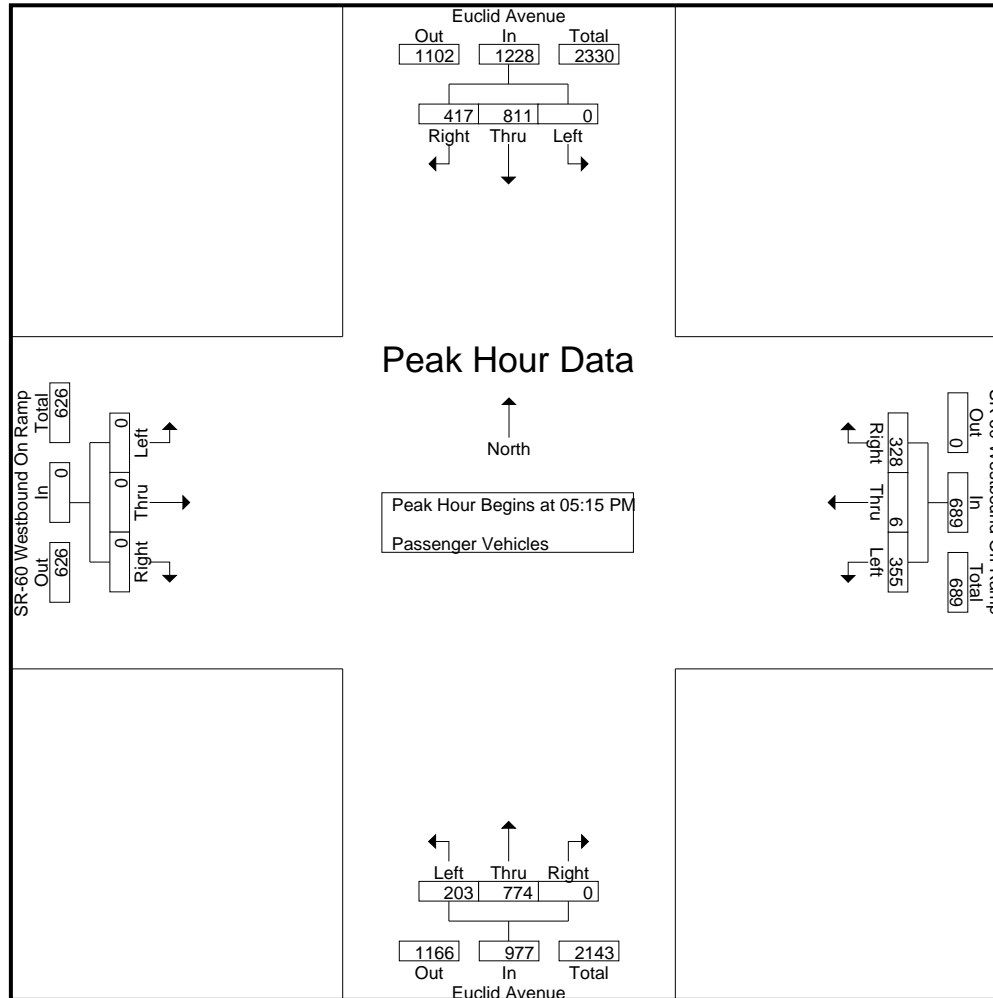 Euclid Avenue
Out In Total
1102 1228 2330
417 811 0
Right Thru Left
Peak Hour Data
North
Peak Hour Begins at 05:15 PM
Passenger Vehicles
SR-60 Westbound On Ramp
Total In Out
626 0 626
0 0 0
Left Thru Right
Right Thru Left
328 6 355
Out In Total
0 689 689
Westbound Ramp
Left Thru Right
203 774 0
1166 977 2143
Out In Total
Euclid Avenue